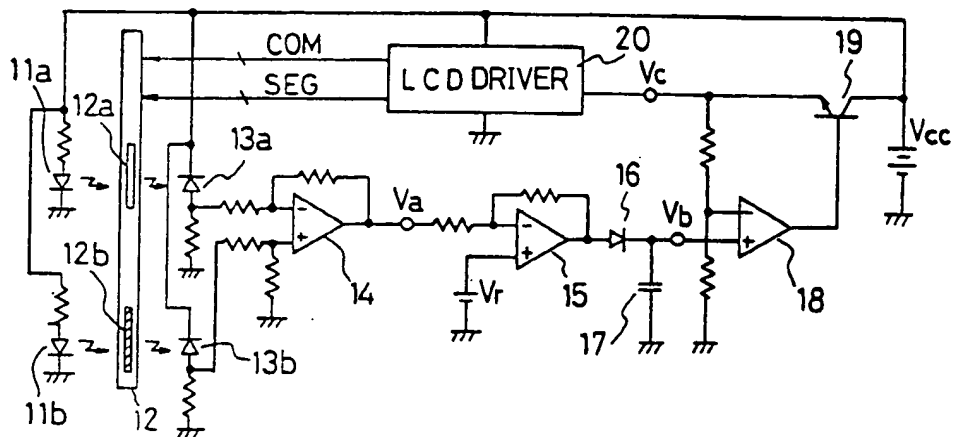 COM
20
19
11a
SEG
LCD DRIVER
Vc
12a
13a
Vcc
16
Va
Vb
-
+
-
+
-
+
14
Vr
15
17
18
12b
13b
11b
12